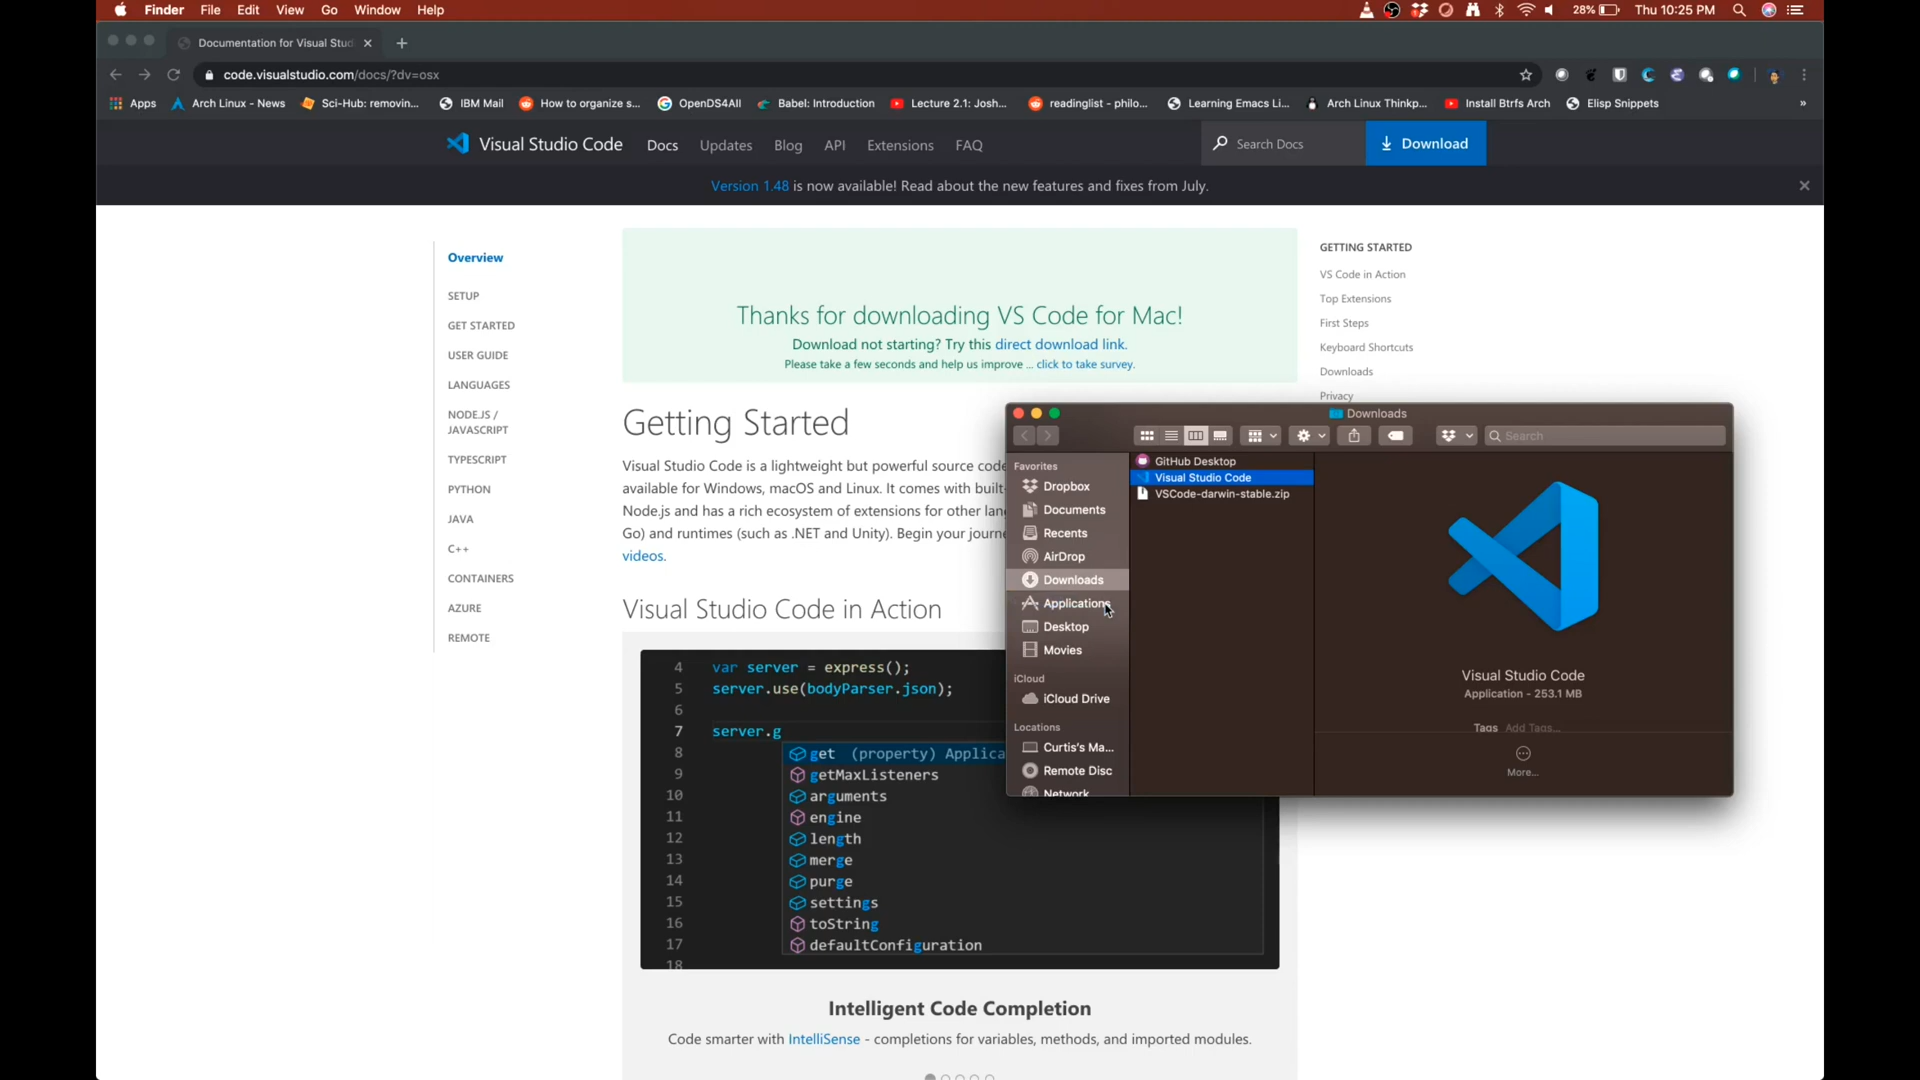 Finder File Edit View Go Window Help
28% Thu 10:25 PM
Documentation for Visual Stud
code.visualstudio.com/docs/?dv=osx
Apps Arch Linux - News Sci-Hub: removin... IBM Mail How to organize s... OpenDS4All Babel: Introduction Lecture 2.1: Josh... readinglist - philo... Learning Emacs Li... Arch Linux Thinkp... Install Btrfs Arch Elisp Snippets »
Visual Studio Code Docs Updates Blog API Extensions FAQ Search Docs Download
Version 1.48 is now available! Read about the new features and fixes from July.
Overview
SETUP
GET STARTED
USER GUIDE
LANGUAGES
NODE.JS /
JAVASCRIPT
TYPESCRIPT
PYTHON
JAVA
C++
CONTAINERS
AZURE
REMOTE
Thanks for downloading VS Code for Mac!
Download not starting? Try this direct download link.
Please take a few seconds and help us improve ... click to take survey.
Getting Started
Visual Studio Code is a lightweight but powerful source code
available for Windows, macOS and Linux. It comes with built-
Node.js and has a rich ecosystem of extensions for other lan
Go) and runtimes (such as .NET and Unity). Begin your journe
videos.
Visual Studio Code in Action
4 var server = express();
5 server.use(bodyParser.json);
6
7 server.g
8 get (property) Applica
9 getMaxListeners
10 arguments
11 engine
12 length
13 merge
14 purge
15 settings
16 toString
17 defaultConfiguration
18
Intelligent Code Completion
Code smarter with IntelliSense - completions for variables, methods, and imported modules.
GETTING STARTED
VS Code in Action
Top Extensions
First Steps
Keyboard Shortcuts
Downloads
Privacy
Downloads
Search
Favorites
Dropbox
Documents
Recents
AirDrop
Downloads
Applications
Desktop
Movies
iCloud
iCloud Drive
Locations
Curtis's Ma...
Remote Disc
Network
GitHub Desktop
Visual Studio Code
VSCode-darwin-stable.zip
Visual Studio Code
Application - 253.1 MB
Tags Add Tags...
More...